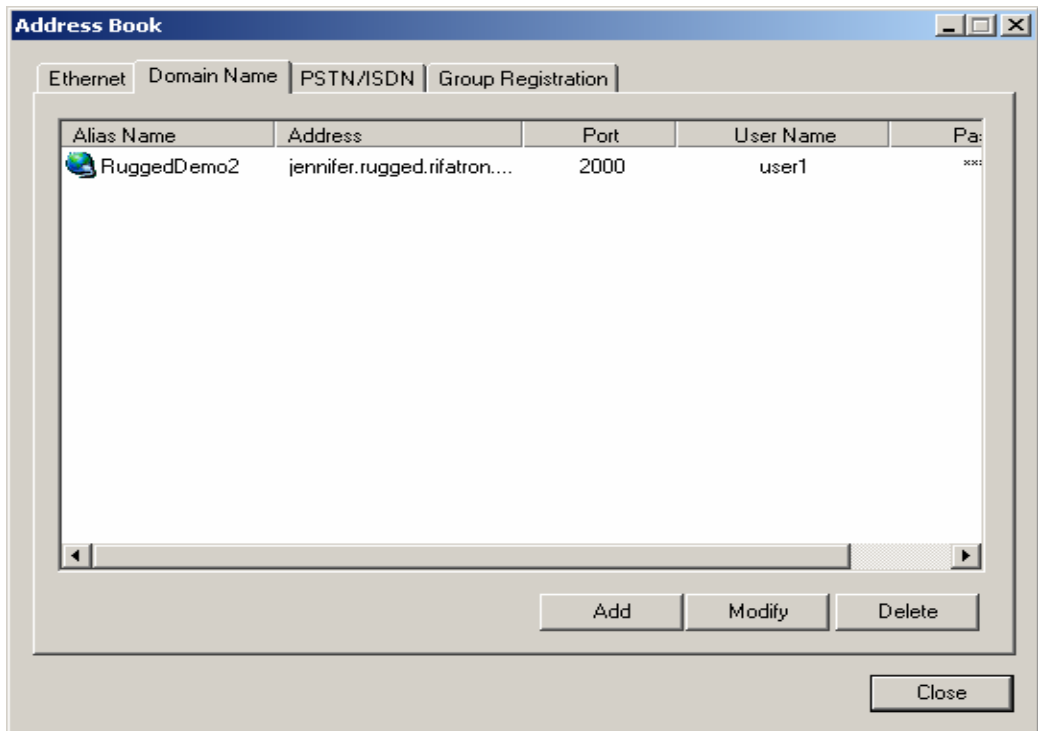 Address Book
Ethernet Domain Name PSTN/ISDN Group Registration
Alias Name Address Port User Name
RuggedDemo2 jennifer.rugged.rifatron.... 2000 user1
Add Modify Delete
Close